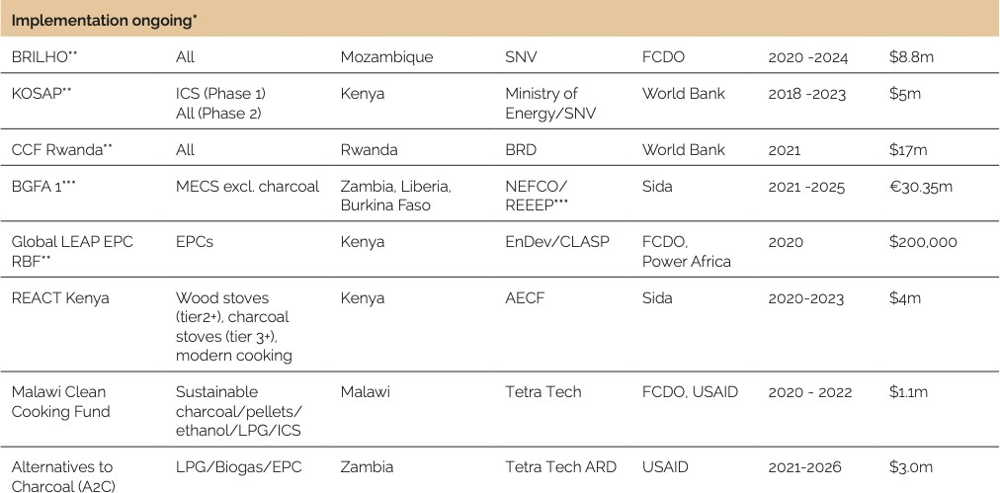 Implementation ongoing*
BRILHO** All Mozambique SNV FCDO 2020 -2024 $8.8m
KOSAP** ICS (Phase 1) Kenya Ministry of World Bank 2018 -2023 $5m
All (Phase 2) Energy/SNV
CCF Rwanda** All Rwanda BRD World Bank 2021 $17m
BGFA 1*** MECS excl. charcoal Zambia, Liberia, NEFCO/ Sida 2021 -2025 €30.35m
Burkina Faso REEEP***
Global LEAP EPC EPCs Kenya EnDev/CLASP FCDO, 2020 $200,000
RBF** Power Africa
REACT Kenya Wood stoves Kenya AECF Sida 2020-2023 $4m
(tier2+), charcoal
stoves (tier 3+),
modern cooking
Malawi Clean Sustainable Malawi Tetra Tech FCDO, USAID 2020 - 2022 $1.1m
Cooking Fund charcoal/pellets/
ethanol/LPG/ICS
Alternatives to LPG/Biogas/EPC Zambia Tetra Tech ARD USAID 2021-2026 $3.0m
Charcoal (A2C)